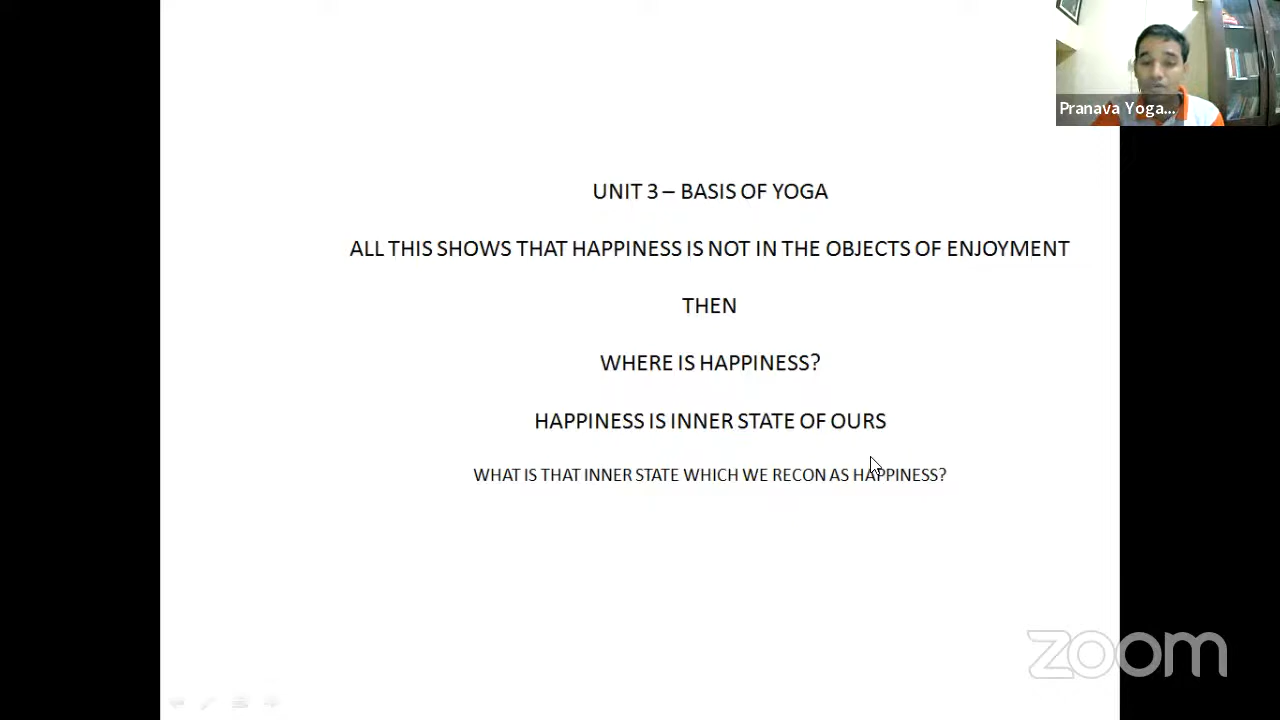 Pranava Yoga...
UNIT 3 – BASIS OF YOGA
ALL THIS SHOWS THAT HAPPINESS IS NOT IN THE OBJECTS OF ENJOYMENT
THEN
WHERE IS HAPPINESS?
HAPPINESS IS INNER STATE OF OURS
WHAT IS THAT INNER STATE WHICH WE RECON AS HAPPINESS?
zoom